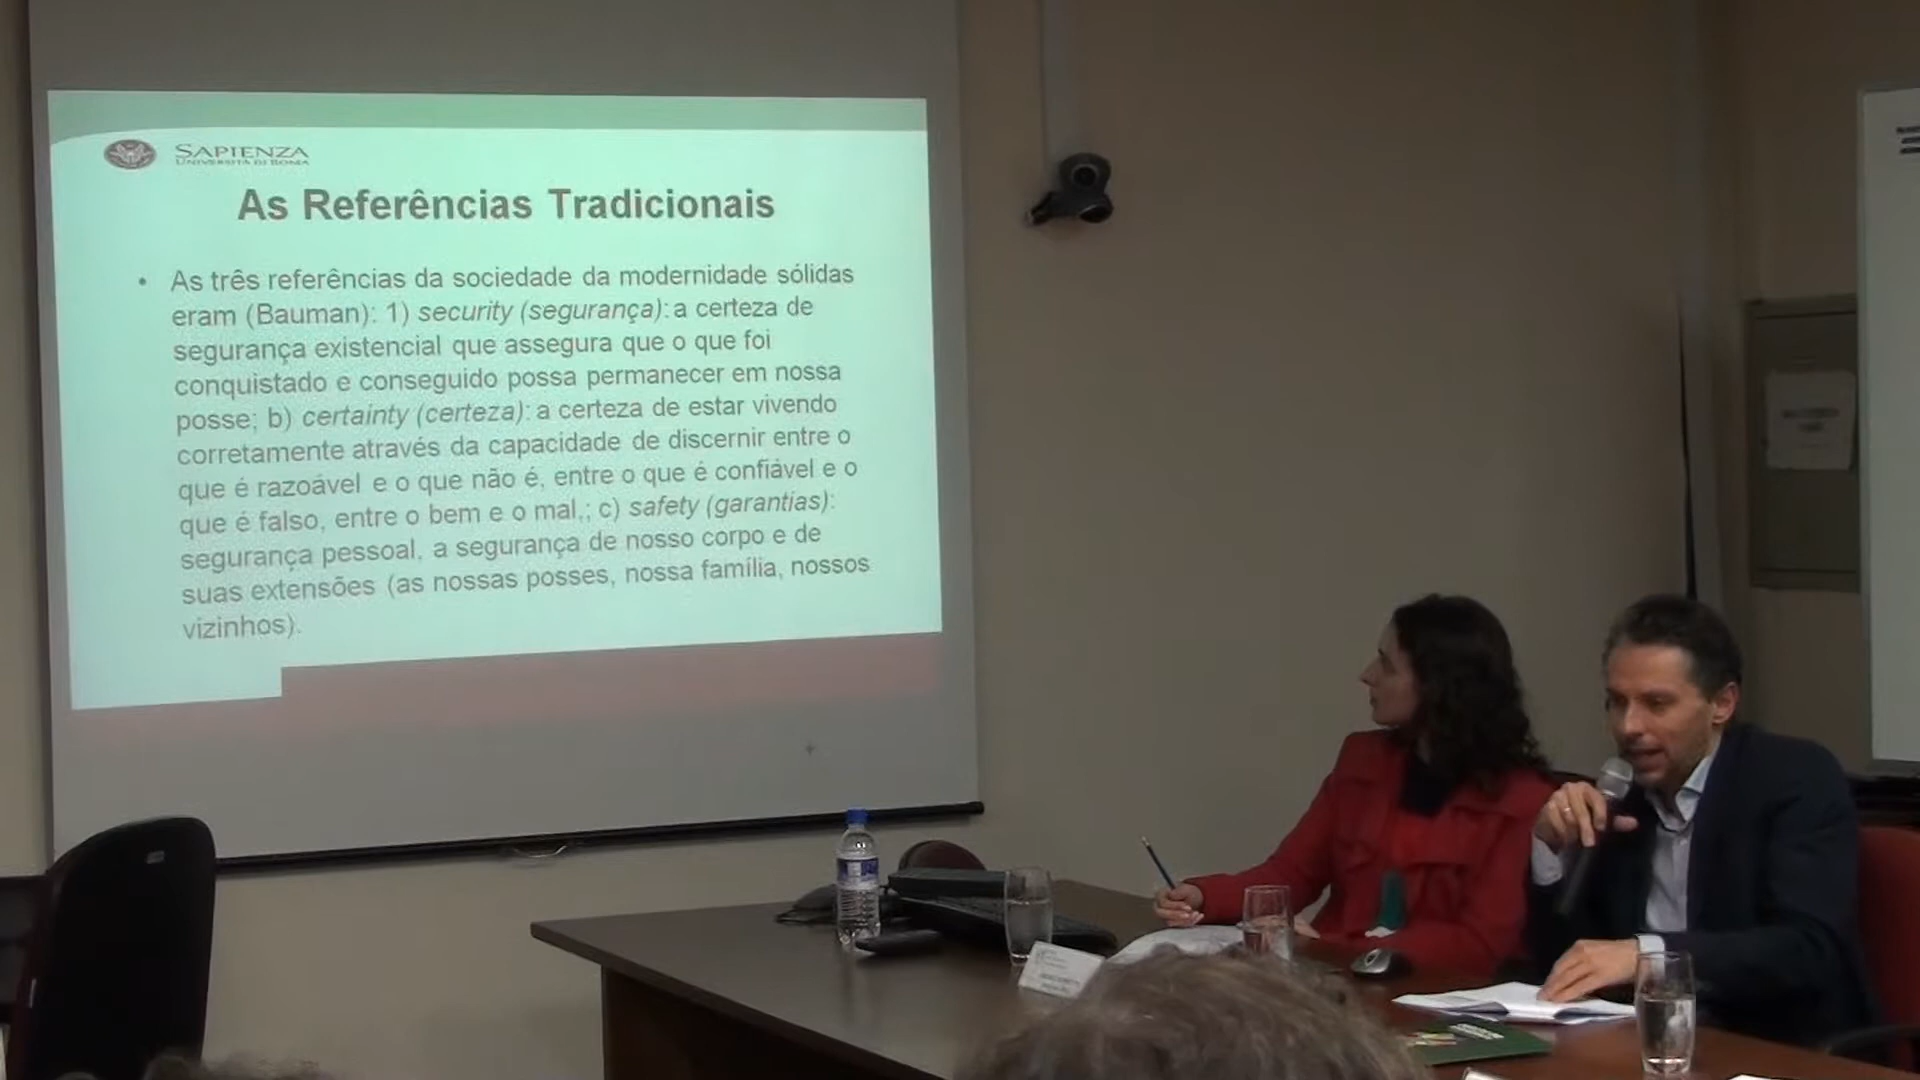 SAPIENZA
UNIVERSITÀ DI ROMA
As Referências Tradicionais
• As três referências da sociedade da modernidade sólidas
eram (Bauman): 1) security (segurança): a certeza de
segurança existencial que assegura que o que foi
conquistado e conseguido possa permanecer em nossa
posse; b) certainty (certeza): a certeza de estar vivendo
corretamente através da capacidade de discernir entre o
que é razoável e o que não é, entre o que é confiável e o
que é falso, entre o bem e o mal,; c) safety (garantias):
segurança pessoal, a segurança de nosso corpo e de
suas extensões (as nossas posses, nossa família, nossos
vizinhos).